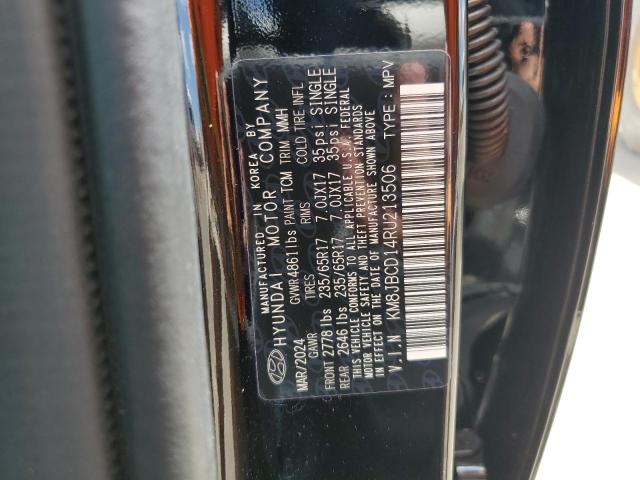 MANUFACTURED IN KOREA BY
HYUNDAI MOTOR COMPANY
MAR/2024 GVWR4861lbs PAINT TCM TRIM MMH
GAWR TIRES RIMS COLD TIRE INFL
FRONT 2778 lbs 235/65R17 7.0JX17 35psi SINGLE
REAR 2646 lbs 235/65R17 7.0JX17 35psi SINGLE
THIS VEHICLE CONFORMS TO ALL APPLICABLE U.S.A. FEDERAL
MOTOR VEHICLE SAFETY AND THEFT PREVENTION STANDARDS
IN EFFECT ON THE DATE OF MANUFACTURE SHOWN ABOVE
V.I.N KM8JBCD14RU213506 TYPE : MPV